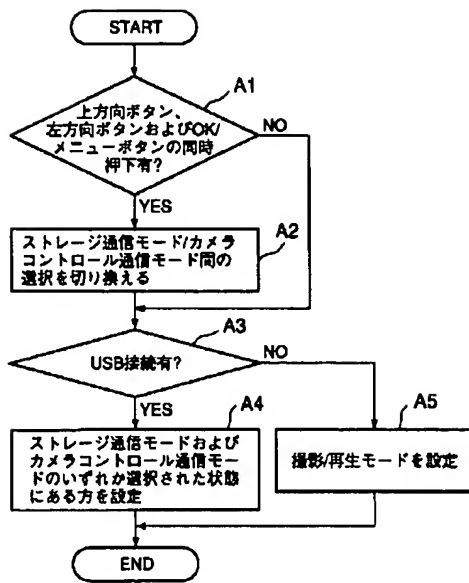 START
A1
上方向ボタン、
左方向ボタンおよびOK/
メニューボタンの同時
押下有?
NO
YES
A2
ストレージ通信モード/カメラ
コントロール通信モード間の
選択を切り換える
A3
USB接続有?
NO
YES
A4
ストレージ通信モードおよび
カメラコントロール通信モー
ドのいずれか選択された状態
にある方を設定
A5
撮影/再生モードを設定
END